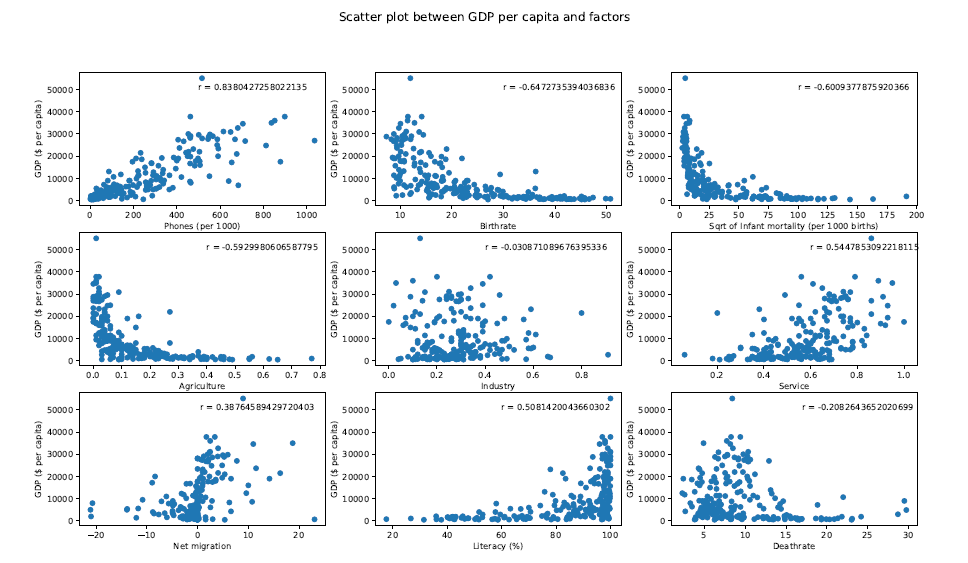 Scatter plot between GDP per capita and factors
GDP ($ per capita)
50000
40000
30000
20000
10000
0
r = 0.8380427258022135
0 200 400 600 800 1000
Phones (per 1000)
GDP ($ per capita)
50000
40000
30000
20000
10000
0
r = -0.6472735394036836
10 20 30 40 50
Birthrate
GDP ($ per capita)
50000
40000
30000
20000
10000
0
r = -0.6009377875920366
0 25 50 75 100 125 150 175 200
Sqrt of Infant mortality (per 1000 births)
GDP ($ per capita)
50000
40000
30000
20000
10000
0
r = -0.5929980606587795
0.0 0.1 0.2 0.3 0.4 0.5 0.6 0.7 0.8
Agriculture
GDP ($ per capita)
50000
40000
30000
20000
10000
0
r = -0.030871089676395336
0.0 0.2 0.4 0.6 0.8
Industry
GDP ($ per capita)
50000
40000
30000
20000
10000
0
r = 0.5447853092218115
0.2 0.4 0.6 0.8 1.0
Service
GDP ($ per capita)
50000
40000
30000
20000
10000
0
r = 0.38764589429720403
−20 −10 0 10 20
Net migration
GDP ($ per capita)
50000
40000
30000
20000
10000
0
r = 0.5081420043660302
20 40 60 80 100
Literacy (%)
GDP ($ per capita)
50000
40000
30000
20000
10000
0
r = -0.2082643652020699
5 10 15 20 25 30
Deathrate